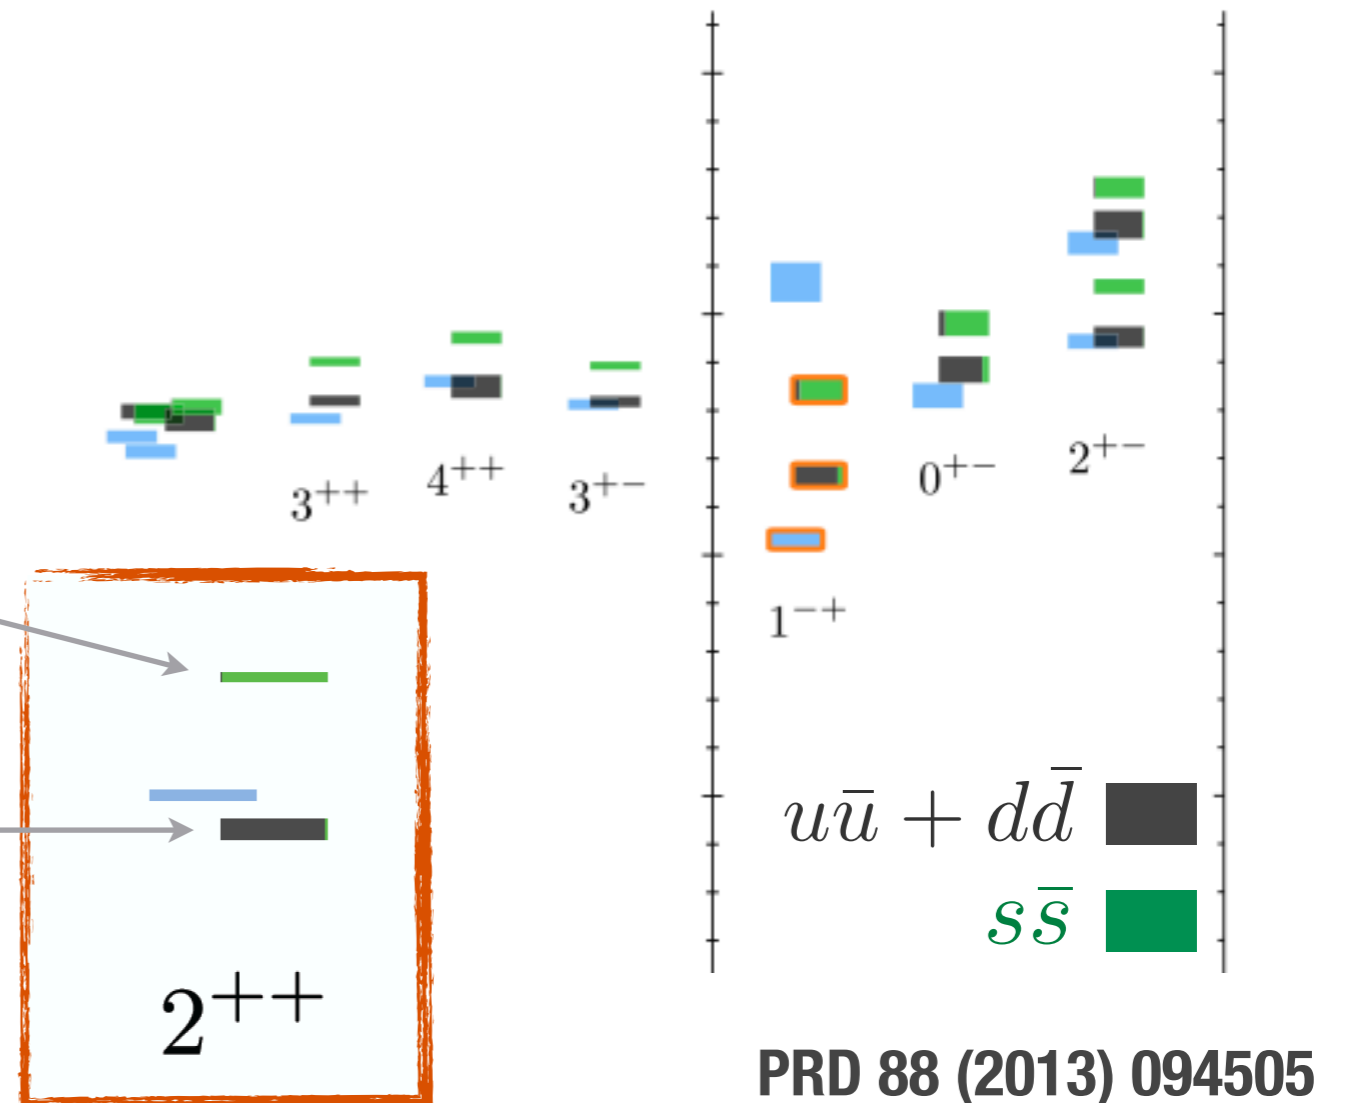 3⁺⁺ 4⁺⁺ 3⁺⁻ 0⁺⁻ 2⁺⁻
1⁻⁺
uū + dd̄
ss̄
2⁺⁺
PRD 88 (2013) 094505